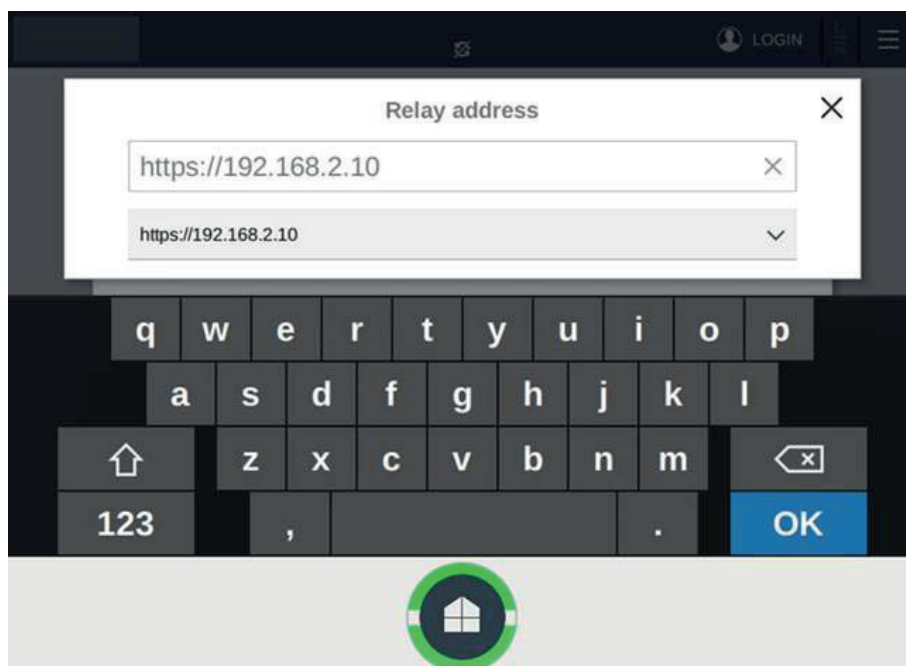 LOGIN
Relay address
https://192.168.2.10
https://192.168.2.10
q w e r t y u i o p
a s d f g h j k l
z x c v b n m
123 , . OK